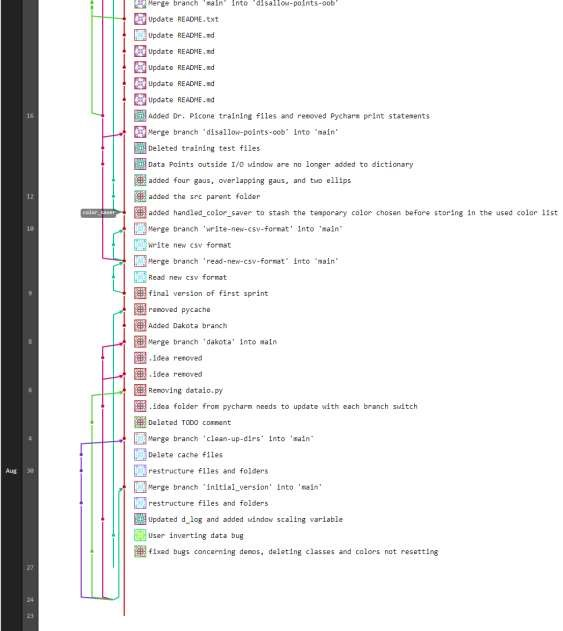 Merge branch 'main' into 'disallow-points-oob'
Update README.txt
Update README.md
Update README.md
Update README.md
Update README.md
Update README.md
16 Added Dr. Picone training files and removed Pycharm print statements
Merge branch 'disallow-points-oob' into 'main'
Deleted training test files
Data Points outside I/O window are no longer added to dictionary
added four gaus, overlapping gaus, and two ellips
12 added the src parent folder
color_saver added handled_color_saver to stash the temporary color chosen before storing in the used color list
10 Merge branch 'write-new-csv-format' into 'main'
Write new csv format
Merge branch 'read-new-csv-format' into 'main'
Read new csv format
9 final version of first sprint
removed pycache
Added Dakota branch
8 Merge branch 'dakota' into main
.idea removed
.idea removed
6 Removing dataio.py
.idea folder from pycharm needs to update with each branch switch
Deleted TODO comment
4 Merge branch 'clean-up-dirs' into 'main'
Delete cache files
Aug 30 restructure files and folders
Merge branch 'initial_version' into 'main'
restructure files and folders
Updated d_log and added window scaling variable
User inverting data bug
fixed bugs concerning demos, deleting classes and colors not resetting
27
24
23